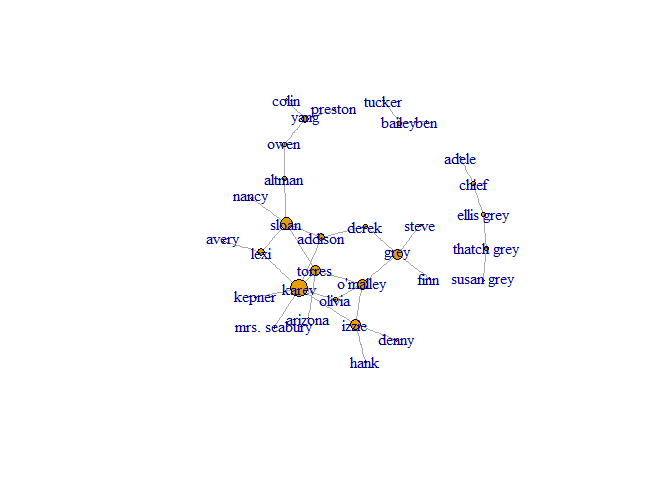 colin
preston
tucker
yang
bailey
ben
owen
adele
altman
chief
nancy
ellis grey
sloan
derek
steve
avery
addison
lexi
grey
thatch grey
torres
karev
o'malley
finn
susan grey
kepner
olivia
mrs. seabury
arizona
izzie
denny
hank